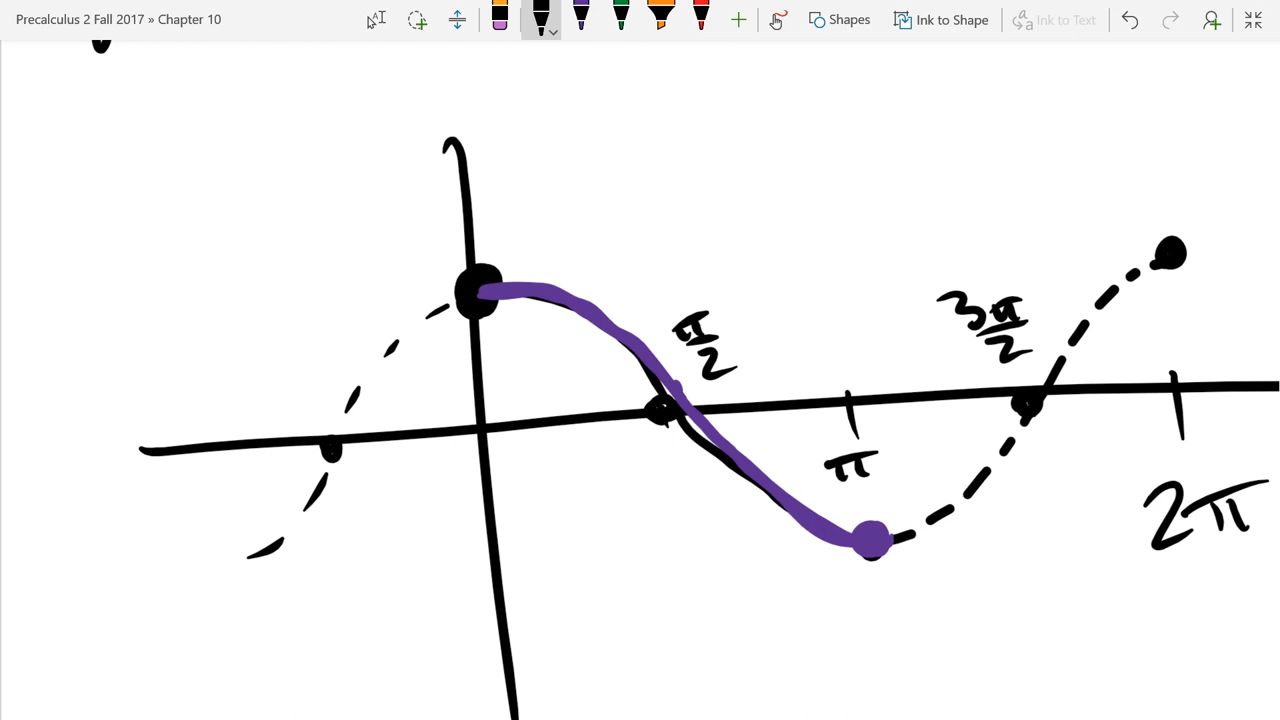 Precalculus 2 Fall 2017 » Chapter 10
Shapes
Ink to Shape
Ink to Text
π/2
3π/2
π
2π